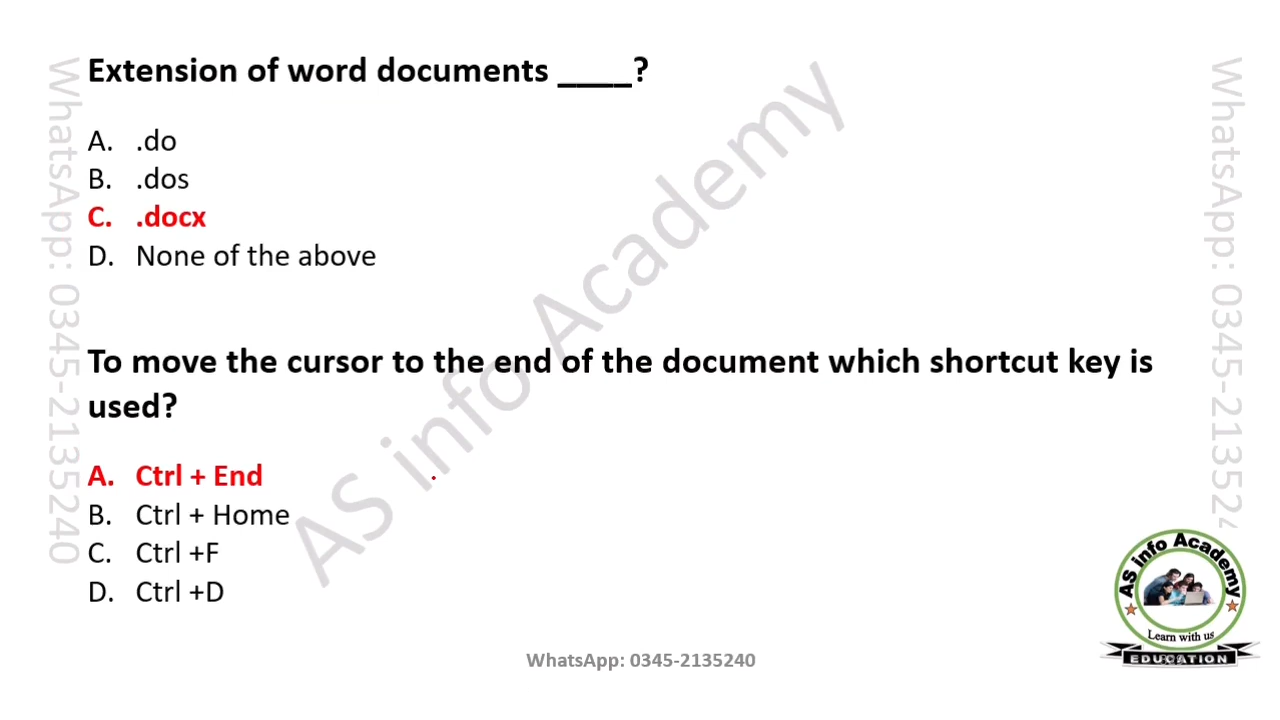 Extension of word documents ____?
A. .do
B. .dos
C. .docx
D. None of the above
To move the cursor to the end of the document which shortcut key is
used?
A. Ctrl + End
B. Ctrl + Home
C. Ctrl +F
D. Ctrl +D
WhatsApp: 0345-2135240
WhatsApp: 0345-2135240
WhatsApp: 0345-21352
AS info Academy
AS info Academy
Learn with us
EDUCATION